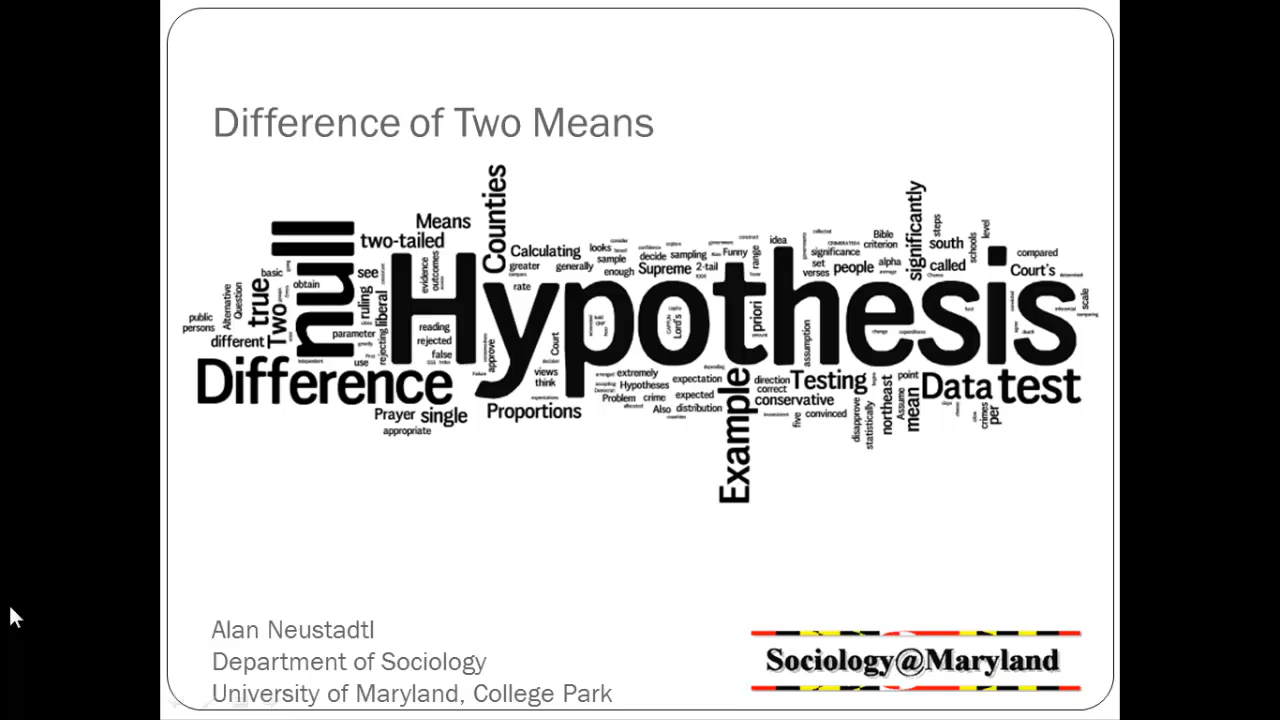 Difference of Two Means
Counties
significantly
null
Means
two-tailed
Hypothesis
Calculating
greater
generally
rate
looks
sample
enough
decide
sampling
Supreme
2-tail
Funny
range
idea
Bible
criterion
significance
set
verses
people
alpha
called
south
steps
schools
level
compared
Court's
scale
basic
see
evidence
outcomes
obtain
true
Two
Alternative
Question
public
persons
different
ruling
liberal
rejecting
parameter
use
reading
rejected
false
approve
Court
Lord's
priori
assumption
Difference
Prayer
single
appropriate
Proportions
views
think
extremely
Hypotheses
expectation
Problem
crime
expected
Also
distribution
Example
direction
correct
conservative
Testing
five
convinced
disapprove
statistically
northeast
Assume
mean
point
Data
test
crimes
per
Alan Neustadtl
Department of Sociology
University of Maryland, College Park
Sociology@Maryland